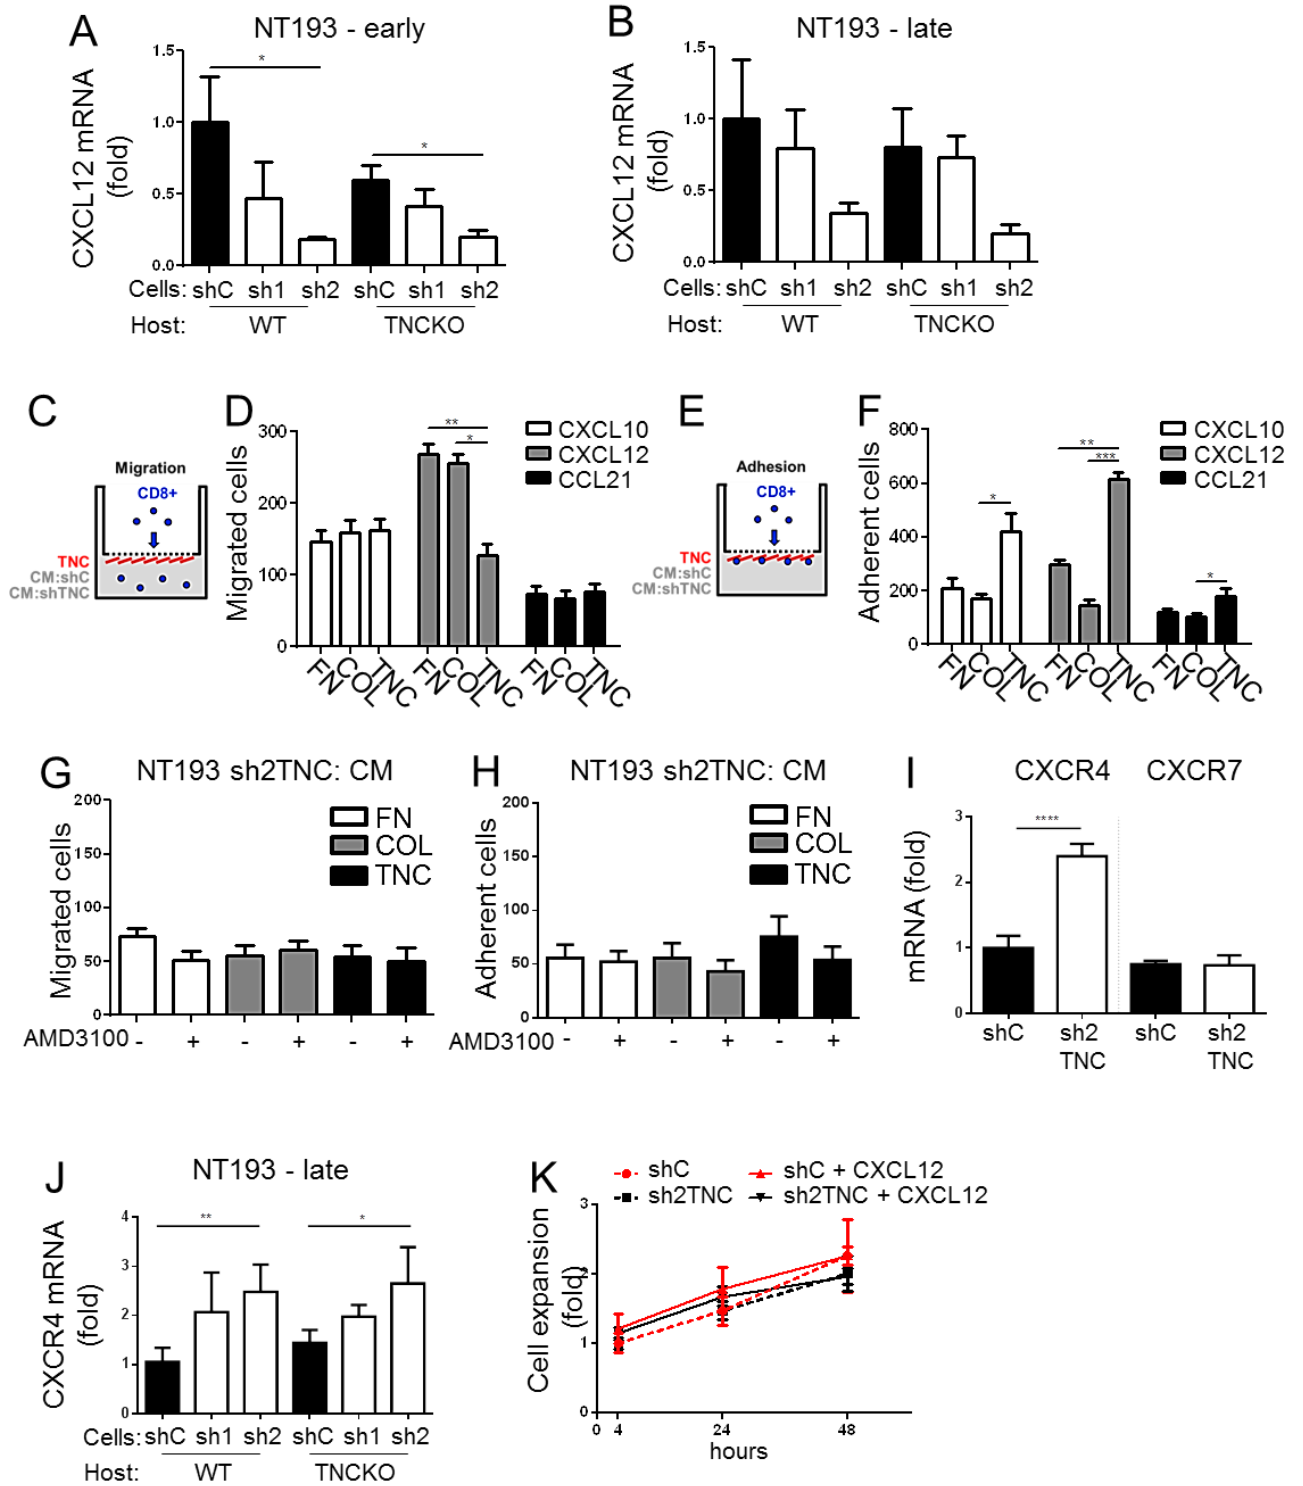 A
NT193 - early
CXCL12 mRNA
(fold)
1.5
1.0
0.5
0.0
*
*
Cells: shC sh1 sh2 shC sh1 sh2
Host: WT TNCKO
B
NT193 - late
CXCL12 mRNA
(fold)
1.5
1.0
0.5
0.0
Cells: shC sh1 sh2 shC sh1 sh2
Host: WT TNCKO
C
Migration
CD8+
TNC
CM:shC
CM:shTNC
D
Migrated cells
300
200
100
0
**
*
CXCL10
CXCL12
CCL21
FN COL TNC FN COL TNC FN COL TNC
E
Adhesion
CD8+
TNC
CM:shC
CM:shTNC
F
Adherent cells
800
600
400
200
0
*
**
***
*
CXCL10
CXCL12
CCL21
FN COL TNC FN COL TNC FN COL TNC
G
NT193 sh2TNC: CM
Migrated cells
200
150
100
50
0
FN
COL
TNC
AMD3100 - + - + - +
H
NT193 sh2TNC: CM
Adherent cells
200
150
100
50
0
FN
COL
TNC
AMD3100 - + - + - +
I
CXCR4 CXCR7
mRNA (fold)
3
2
1
0
****
shC sh2 shC sh2
TNC TNC
J
NT193 - late
CXCR4 mRNA
(fold)
4
3
2
1
0
**
*
Cells: shC sh1 sh2 shC sh1 sh2
Host: WT TNCKO
K
shC shC + CXCL12
sh2TNC sh2TNC + CXCL12
Cell expansion
(fold)
3
2
1
0
0 4 24 48
hours